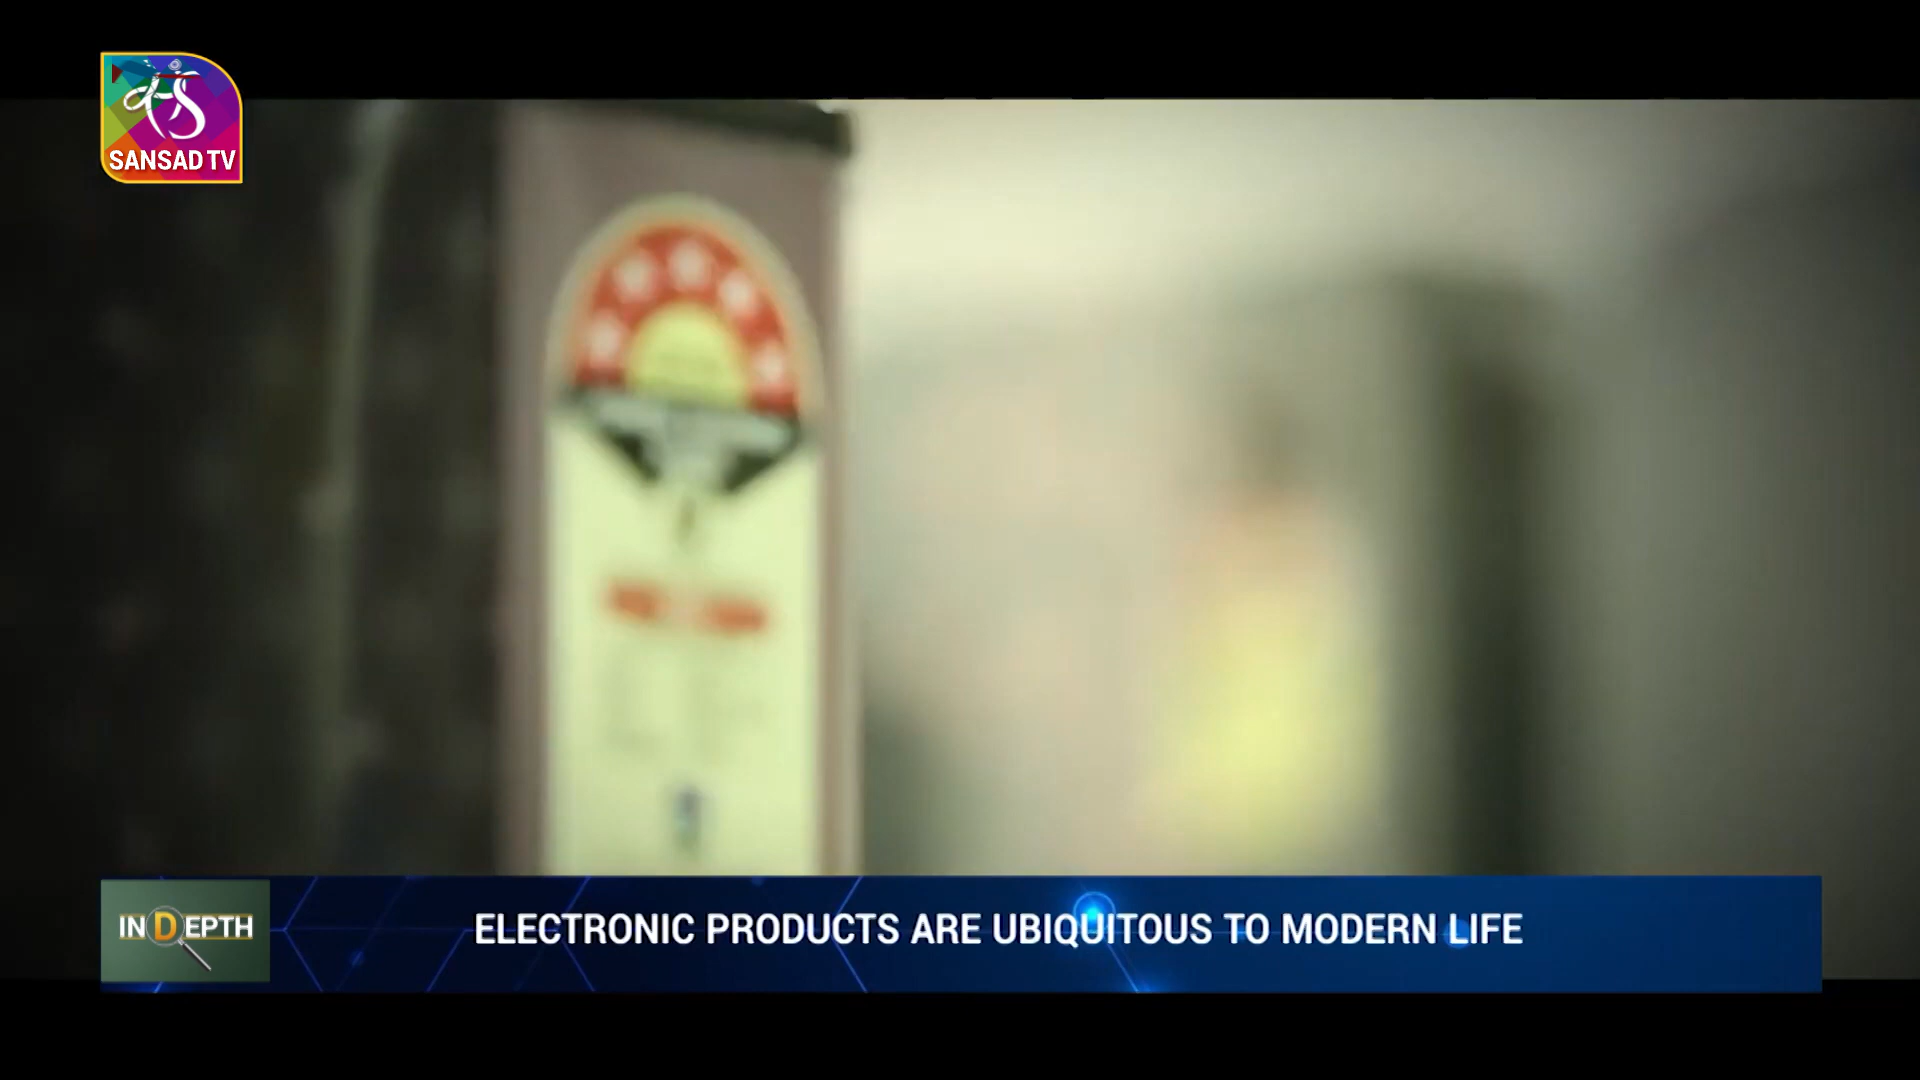 SANSAD TV
IN DEPTH
ELECTRONIC PRODUCTS ARE UBIQUITOUS TO MODERN LIFE